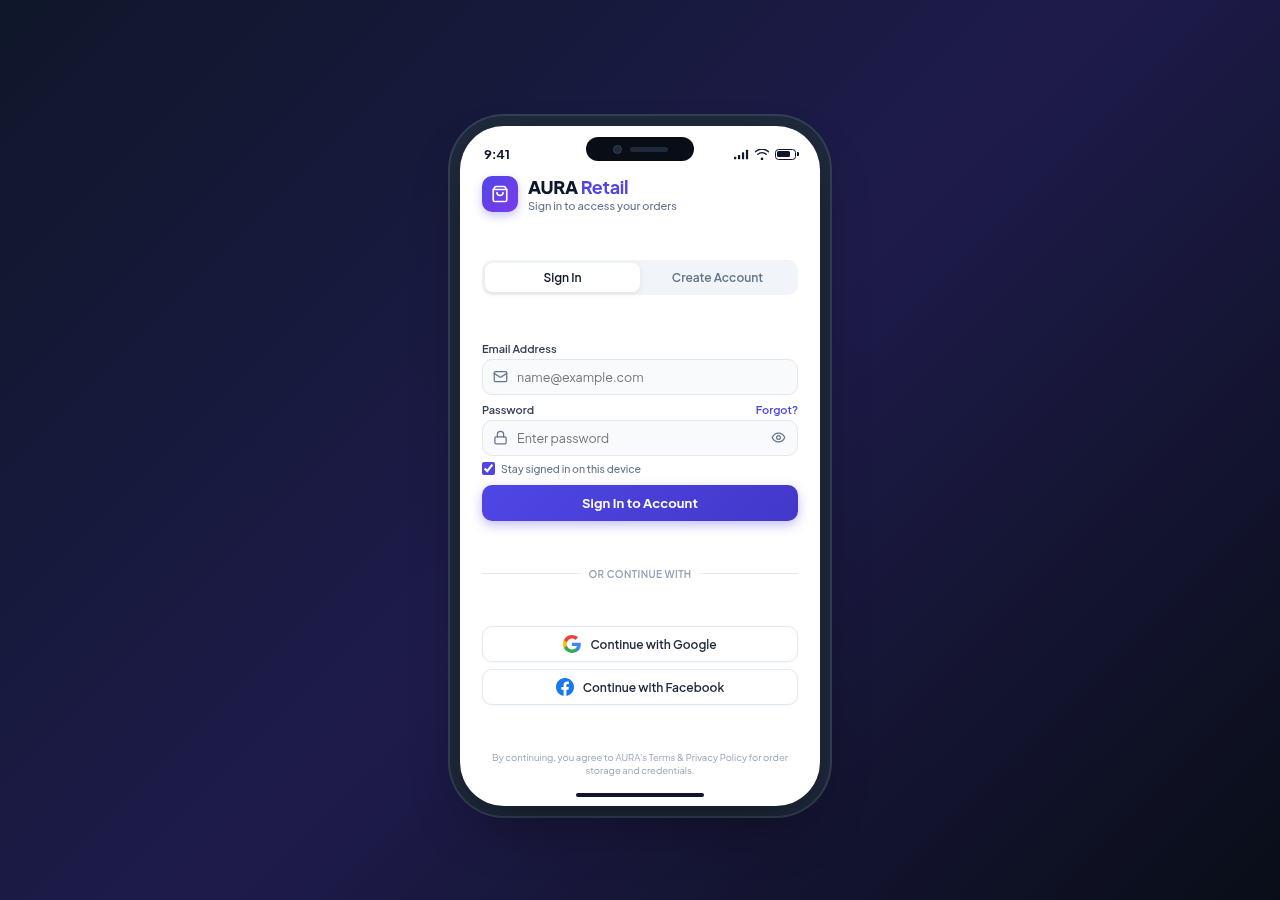 9:41
AURA Retail
Sign in to access your orders
Sign In
Create Account
Email Address
name@example.com
Password
Forgot?
Enter password
Stay signed in on this device
Sign In to Account
OR CONTINUE WITH
Continue with Google
Continue with Facebook
By continuing, you agree to AURA's Terms & Privacy Policy for order
storage and credentials.